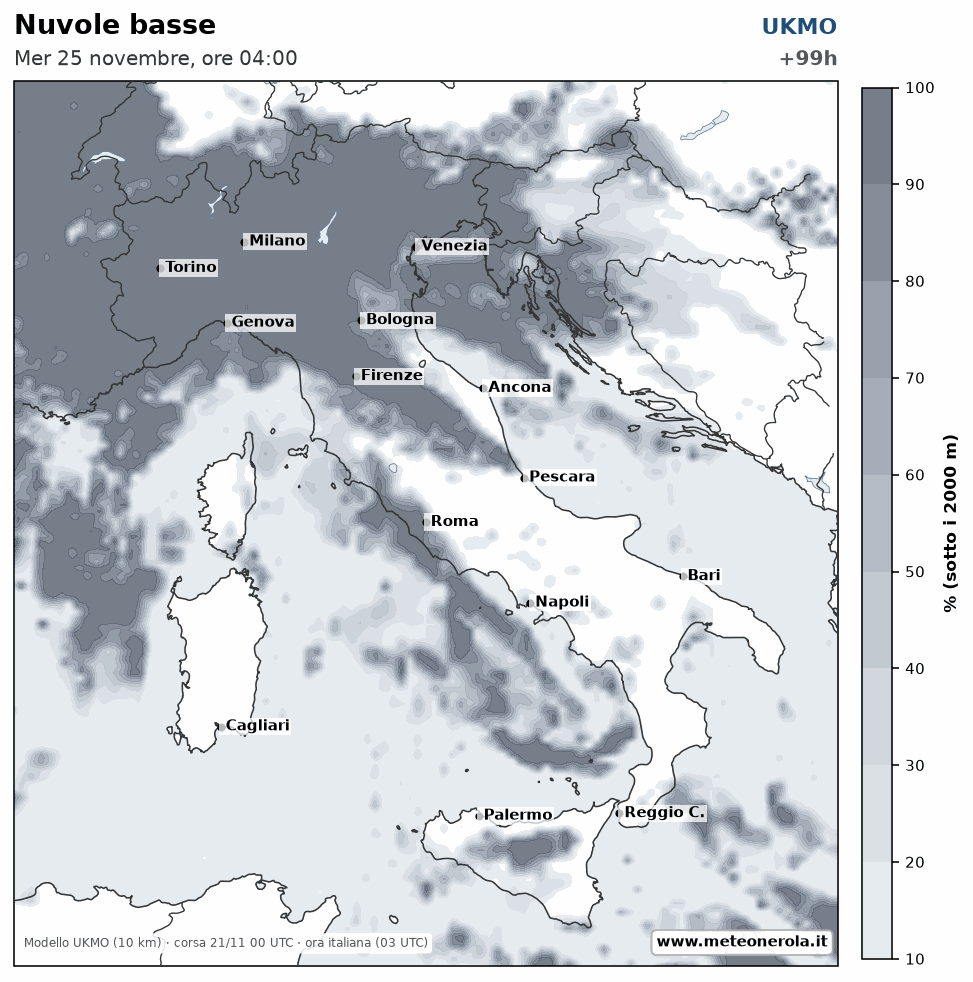 Nuvole basse
UKMO
Mer 25 novembre, ore 04:00
+99h
Milano
Venezia
Torino
Genova
Bologna
Firenze
Ancona
Pescara
Roma
Bari
Napoli
Cagliari
Palermo
Reggio C.
Modello UKMO (10 km) · corsa 21/11 00 UTC · ora italiana (03 UTC)
www.meteonerola.it
100
90
80
70
60
50
40
30
20
10
% (sotto i 2000 m)